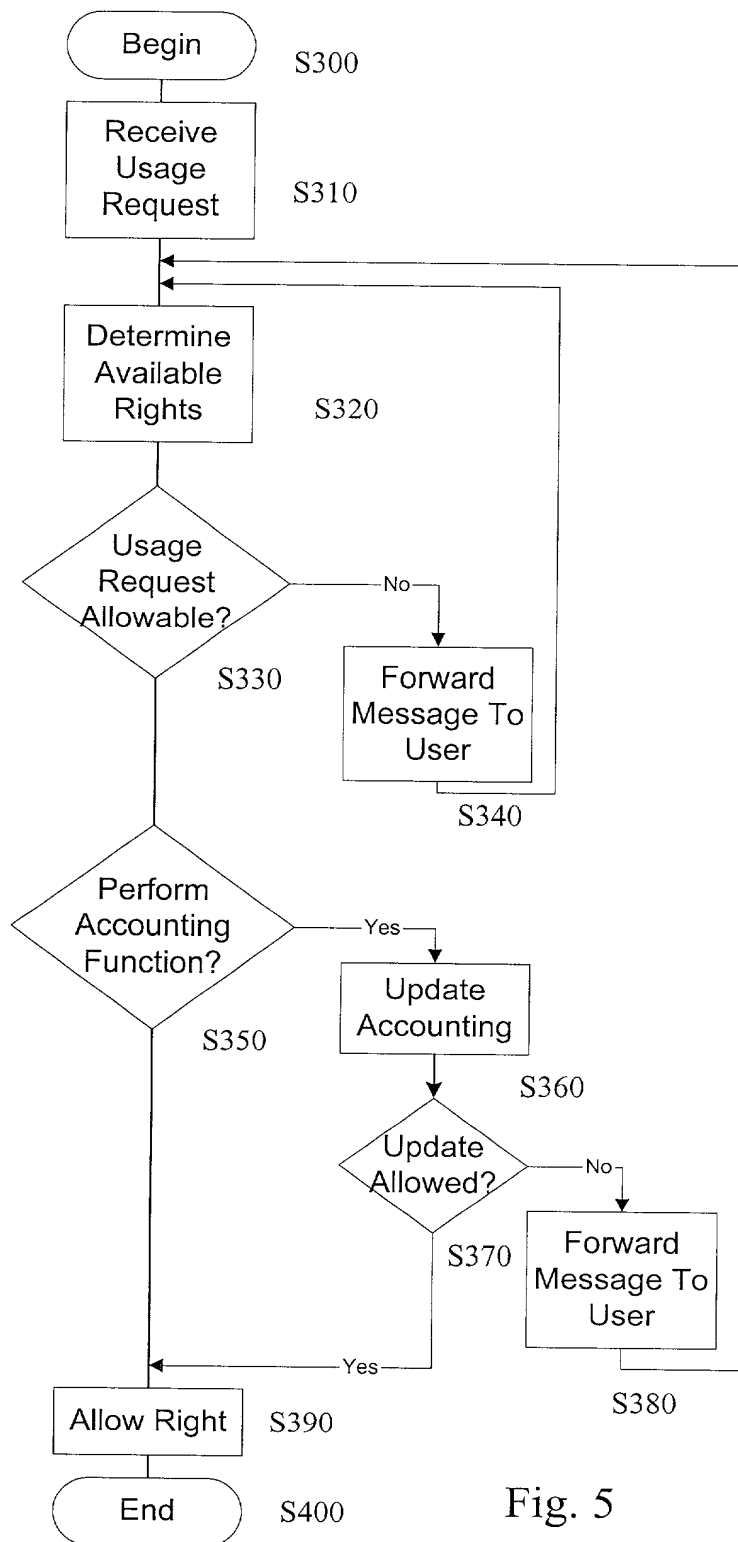 Begin
S300
Receive
Usage
Request
S310
Determine
Available
Rights
S320
Usage
Request
Allowable?
No
S330
Forward
Message To
User
S340
Perform
Accounting
Function?
Yes
S350
Update
Accounting
S360
Update
Allowed?
No
S370
Forward
Message To
User
Yes
S380
Allow Right
S390
End
S400
Fig. 5